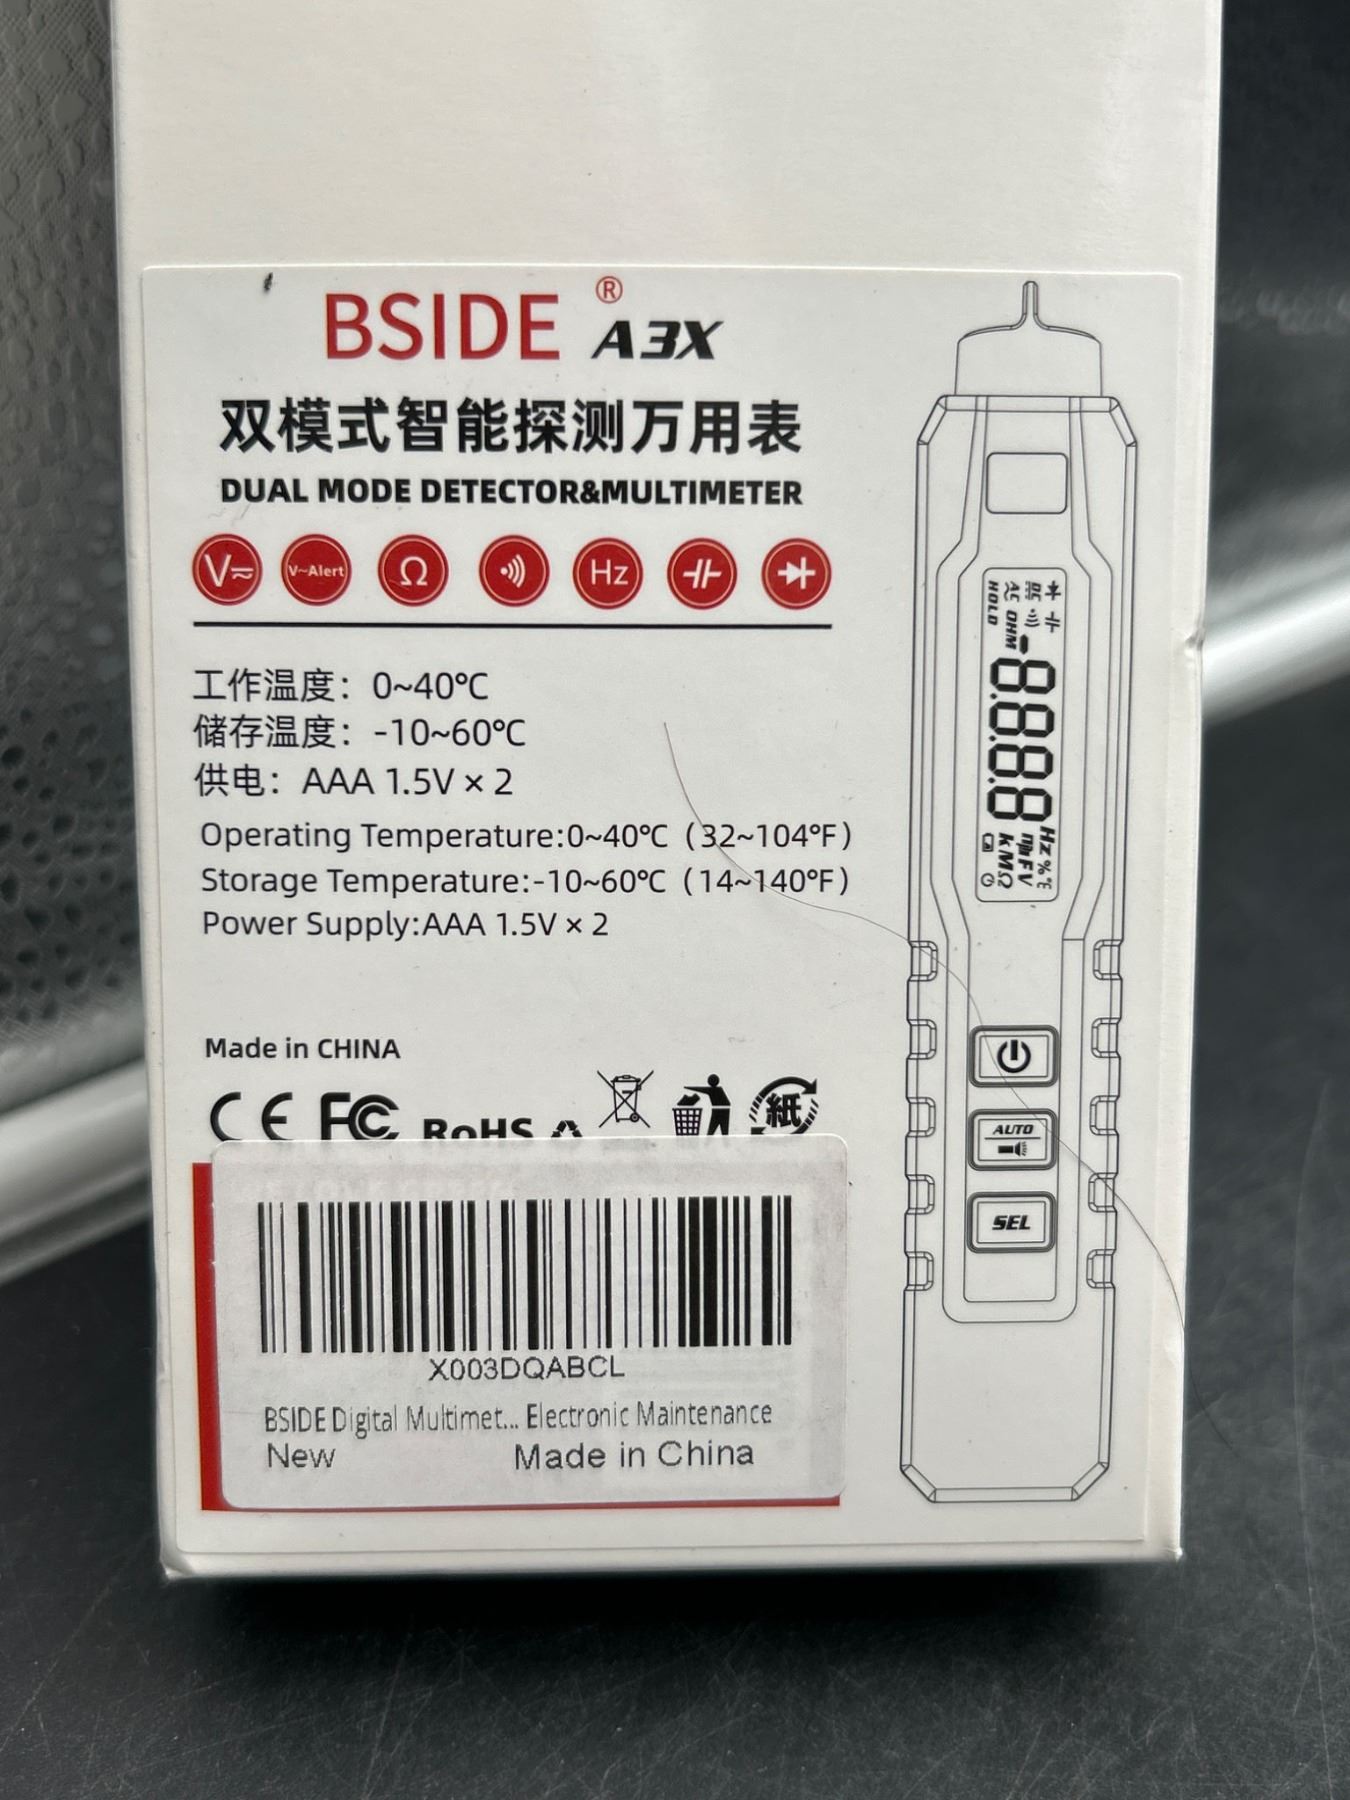 BSIDE ® A3X
双模式智能探测万用表
DUAL MODE DETECTOR&MULTIMETER
V V~Alert Ω Hz
工作温度：0~40℃
储存温度：-10~60℃
供电：AAA 1.5V × 2
Operating Temperature:0~40℃（32~104℉）
Storage Temperature:-10~60℃（14~140℉）
Power Supply:AAA 1.5V × 2
Made in CHINA
CE FC RoHS 紙
X003DQABCL
BSIDE Digital Multimet... Electronic Maintenance
New Made in China
DC
AC OHM
HOLD
-8.8.8.8
Hz % ℃
F V
kMΩ
AUTO
SEL